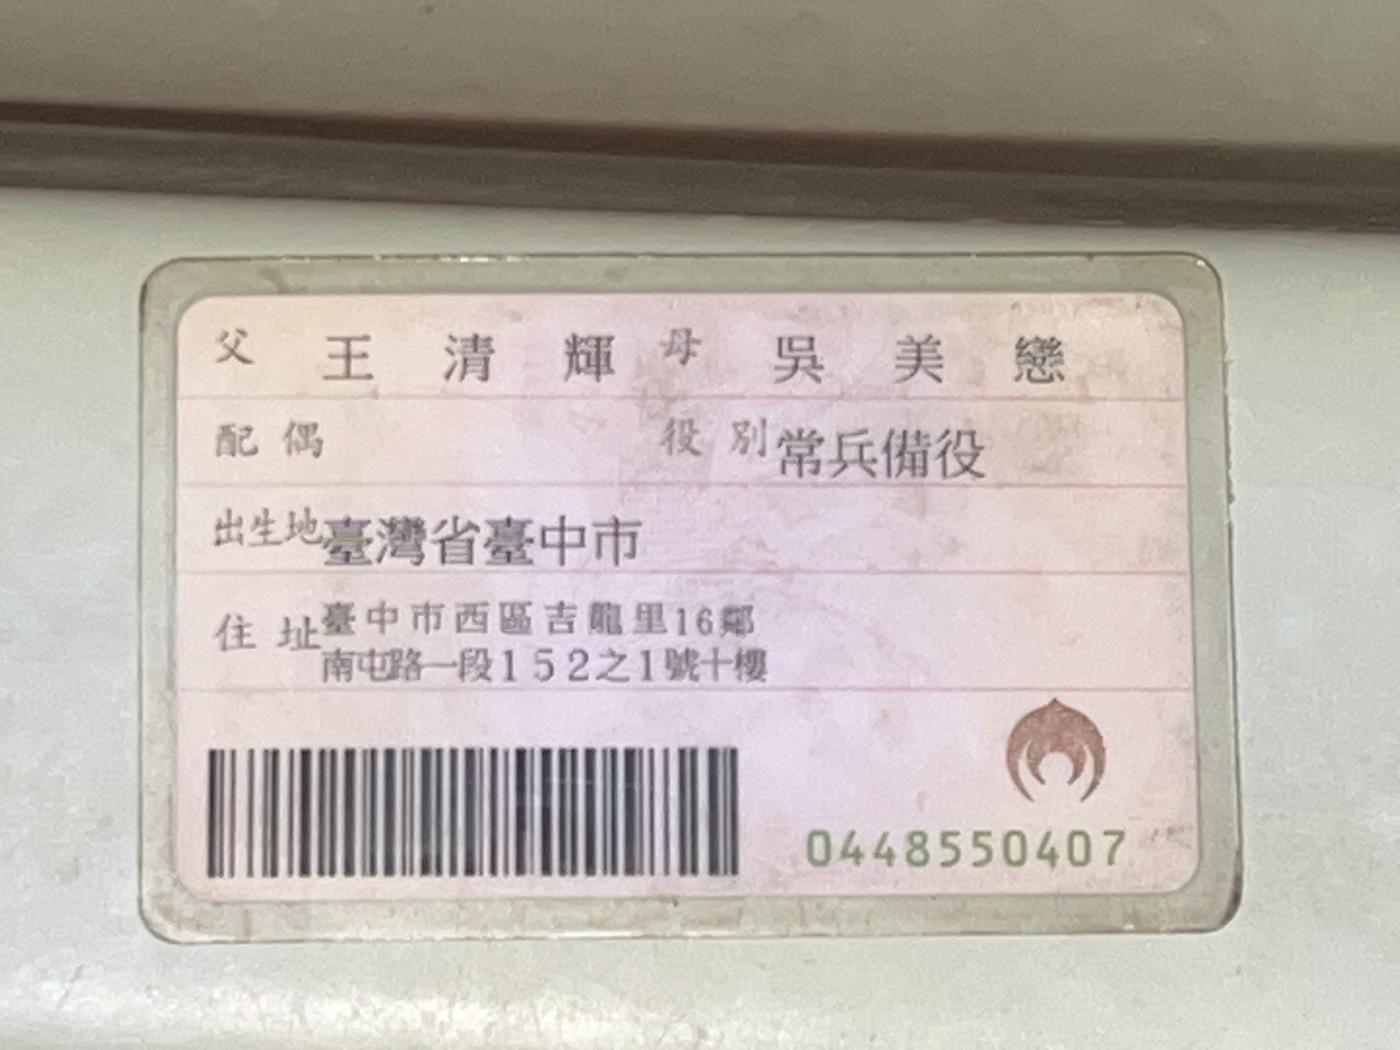 父 王清輝 母 吳美戀
配偶 役別 常兵備役
出生地 臺灣省臺中市
住址 臺中市西區吉龍里16鄰
南屯路一段152之1號十樓
0448550407